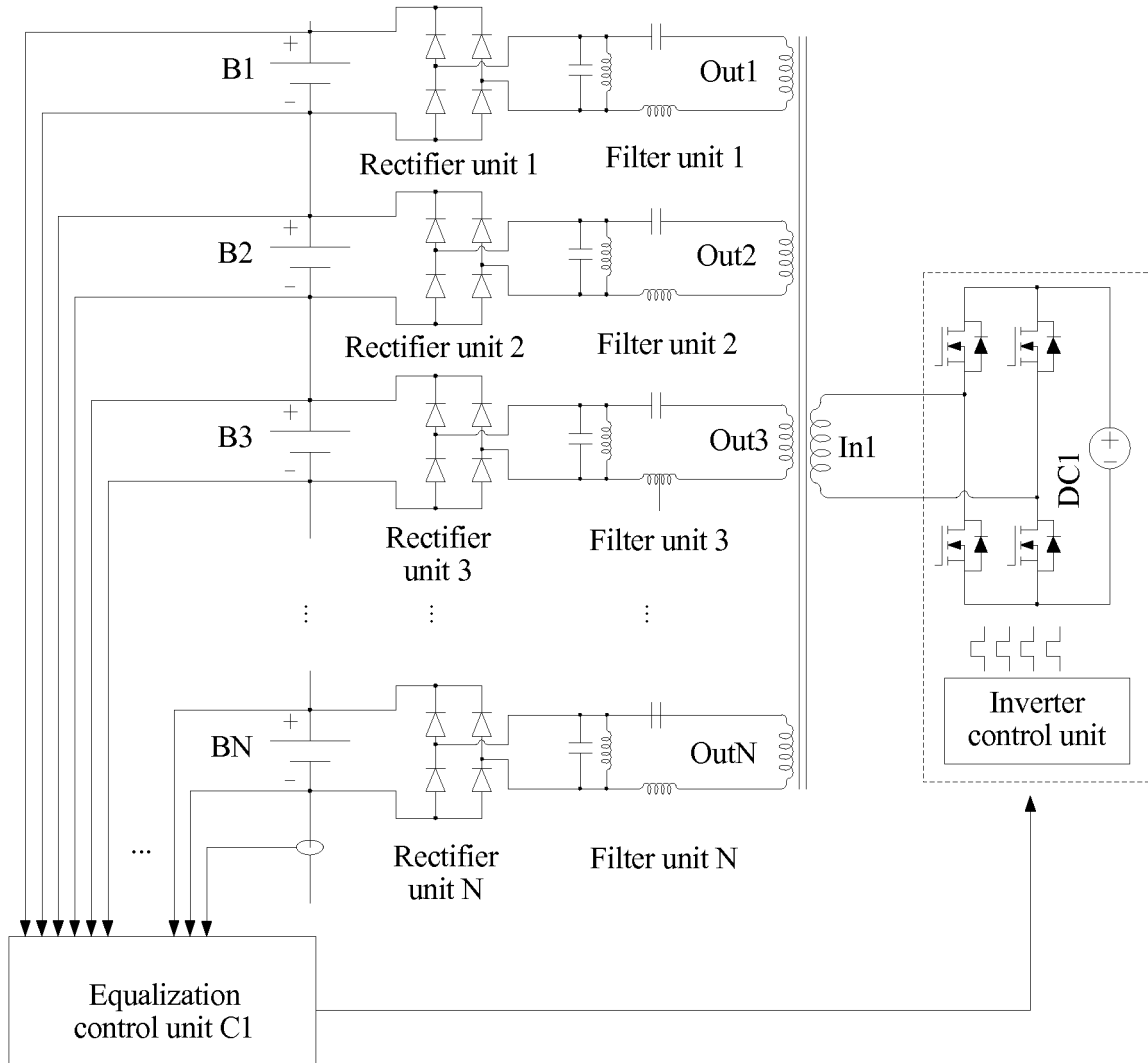 +
B1
−
Out1
Rectifier unit 1
Filter unit 1
+
B2
−
Out2
Rectifier unit 2
Filter unit 2
+
B3
−
Out3
In1
+
−
DC1
Rectifier
unit 3
Filter unit 3
...
...
...
+
BN
−
OutN
Inverter
control unit
...
Rectifier
unit N
Filter unit N
Equalization
control unit C1